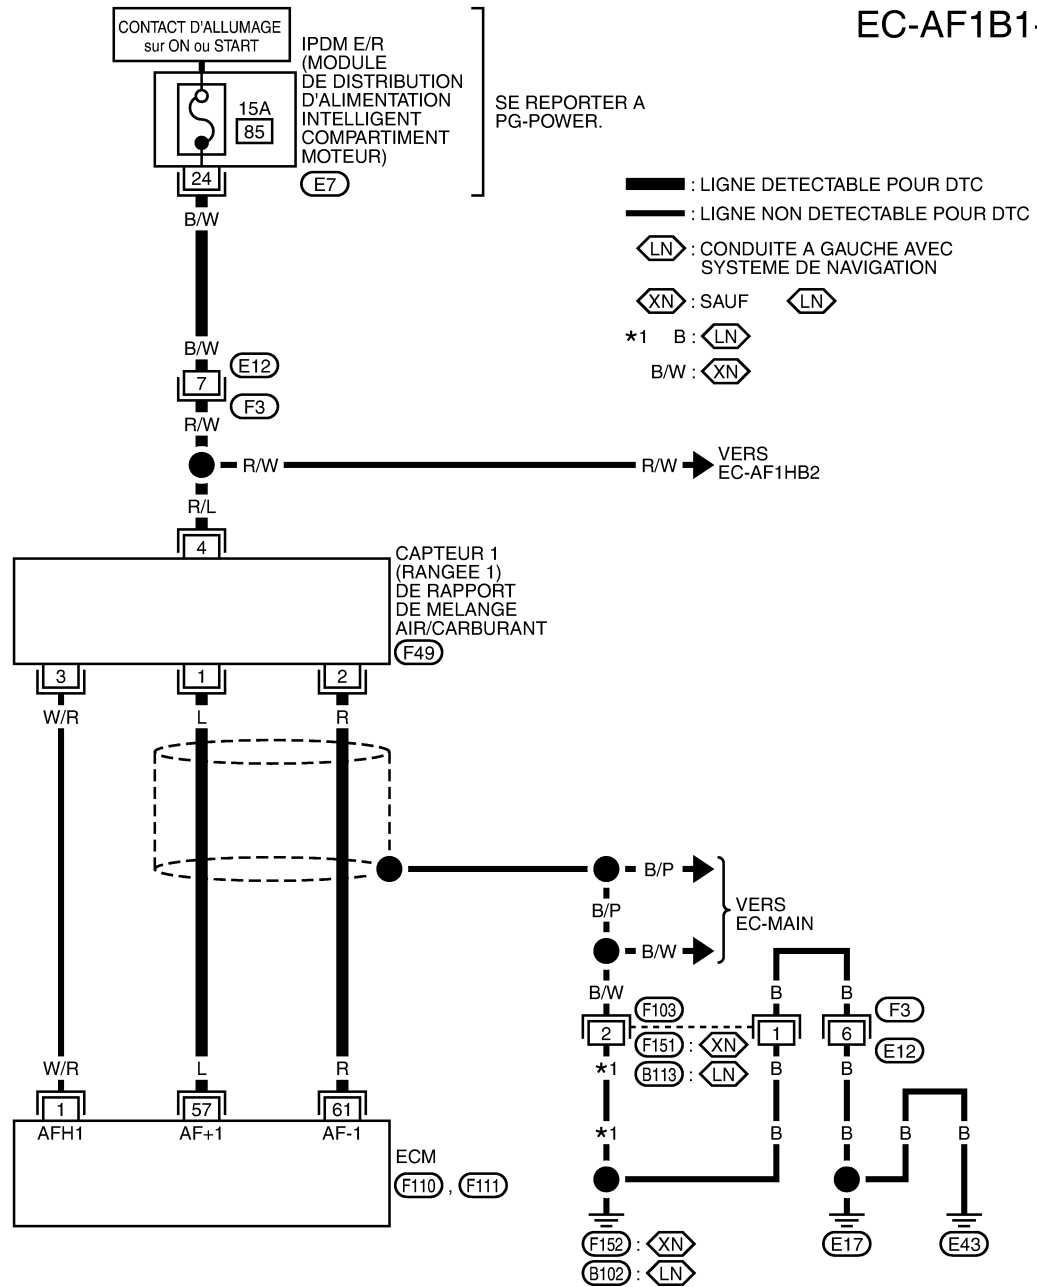 EC-AF1B1-
CONTACT D'ALLUMAGE
sur ON ou START
IPDM E/R
(MODULE
DE DISTRIBUTION
D'ALIMENTATION
INTELLIGENT
COMPARTIMENT
MOTEUR)
E7
15A
85
24
SE REPORTER A
PG-POWER.
: LIGNE DETECTABLE POUR DTC
: LIGNE NON DETECTABLE POUR DTC
LN : CONDUITE A GAUCHE AVEC
SYSTEME DE NAVIGATION
XN : SAUF LN
*1 B : LN
B/W : XN
B/W
B/W
E12
7
F3
R/W
R/W R/W
VERS
EC-AF1HB2
R/L
4
CAPTEUR 1
(RANGEE 1)
DE RAPPORT
DE MELANGE
AIR/CARBURANT
F49
3 1 2
W/R L R
B/P
VERS
EC-MAIN
B/P
B/W
B/W B B
F103 F3
2 1 6
F151 : XN
E12
B113 : LN
*1 B B
W/R L R
1 57 61
AFH1 AF+1 AF-1
*1 B B B B
ECM
F110 , F111
F152 : XN
B102 : LN
E17 E43